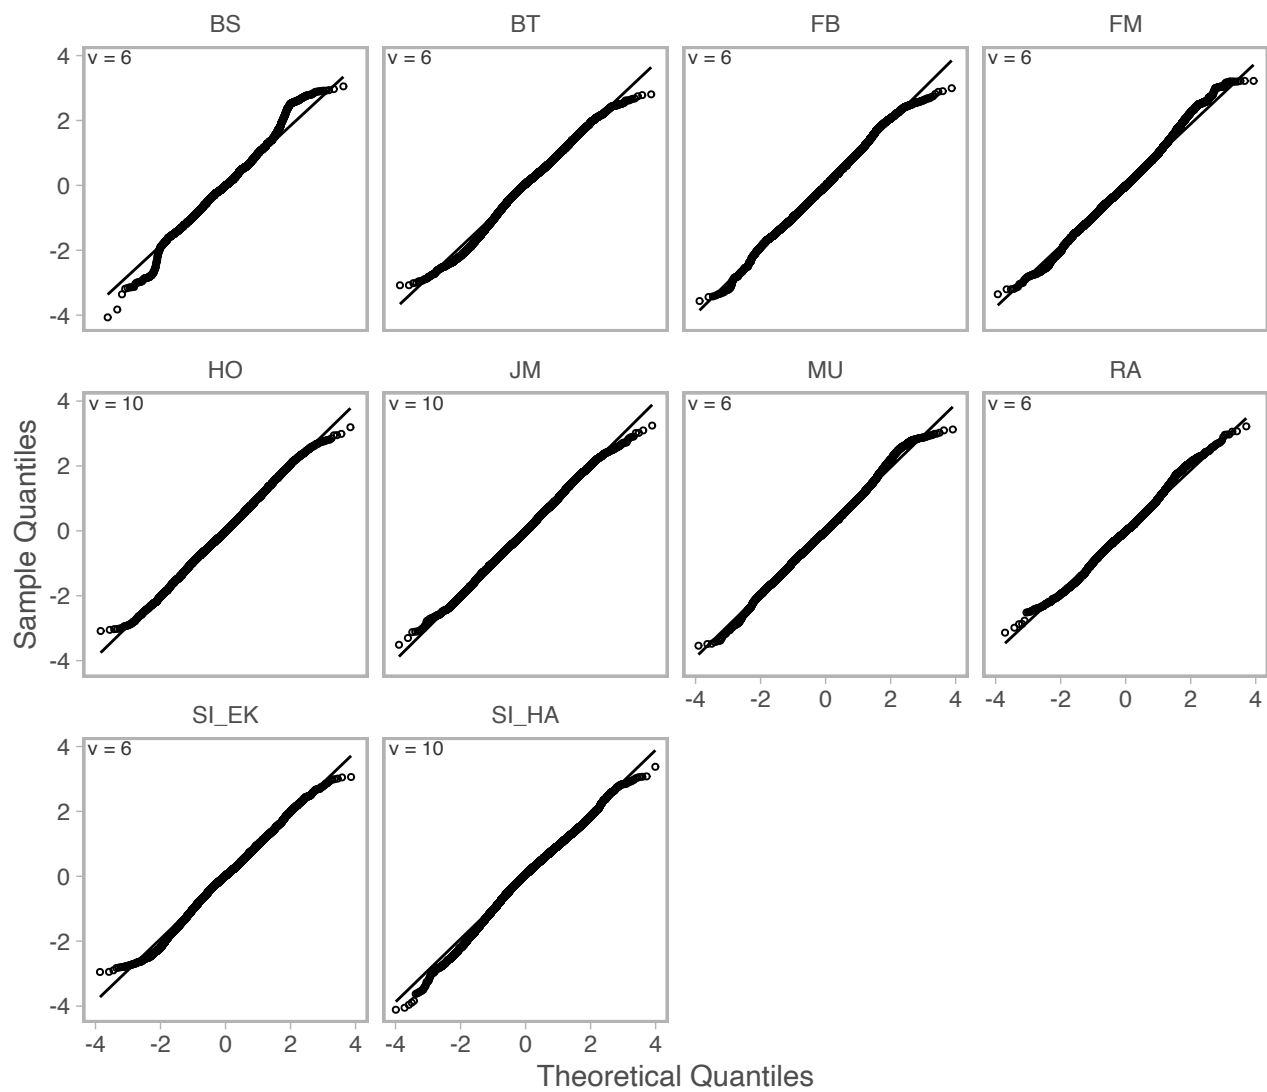 BS BT FB FM
v = 6 v = 6 v = 6 v = 6
4
2
0
-2
-4
HO JM MU RA
v = 10 v = 10 v = 6 v = 6
4
2
0
-2
-4
-4 -2 0 2 4 -4 -2 0 2 4
SI_EK SI_HA
v = 6 v = 10
4
2
0
-2
-4
-4 -2 0 2 4 -4 -2 0 2 4
Sample Quantiles
Theoretical Quantiles